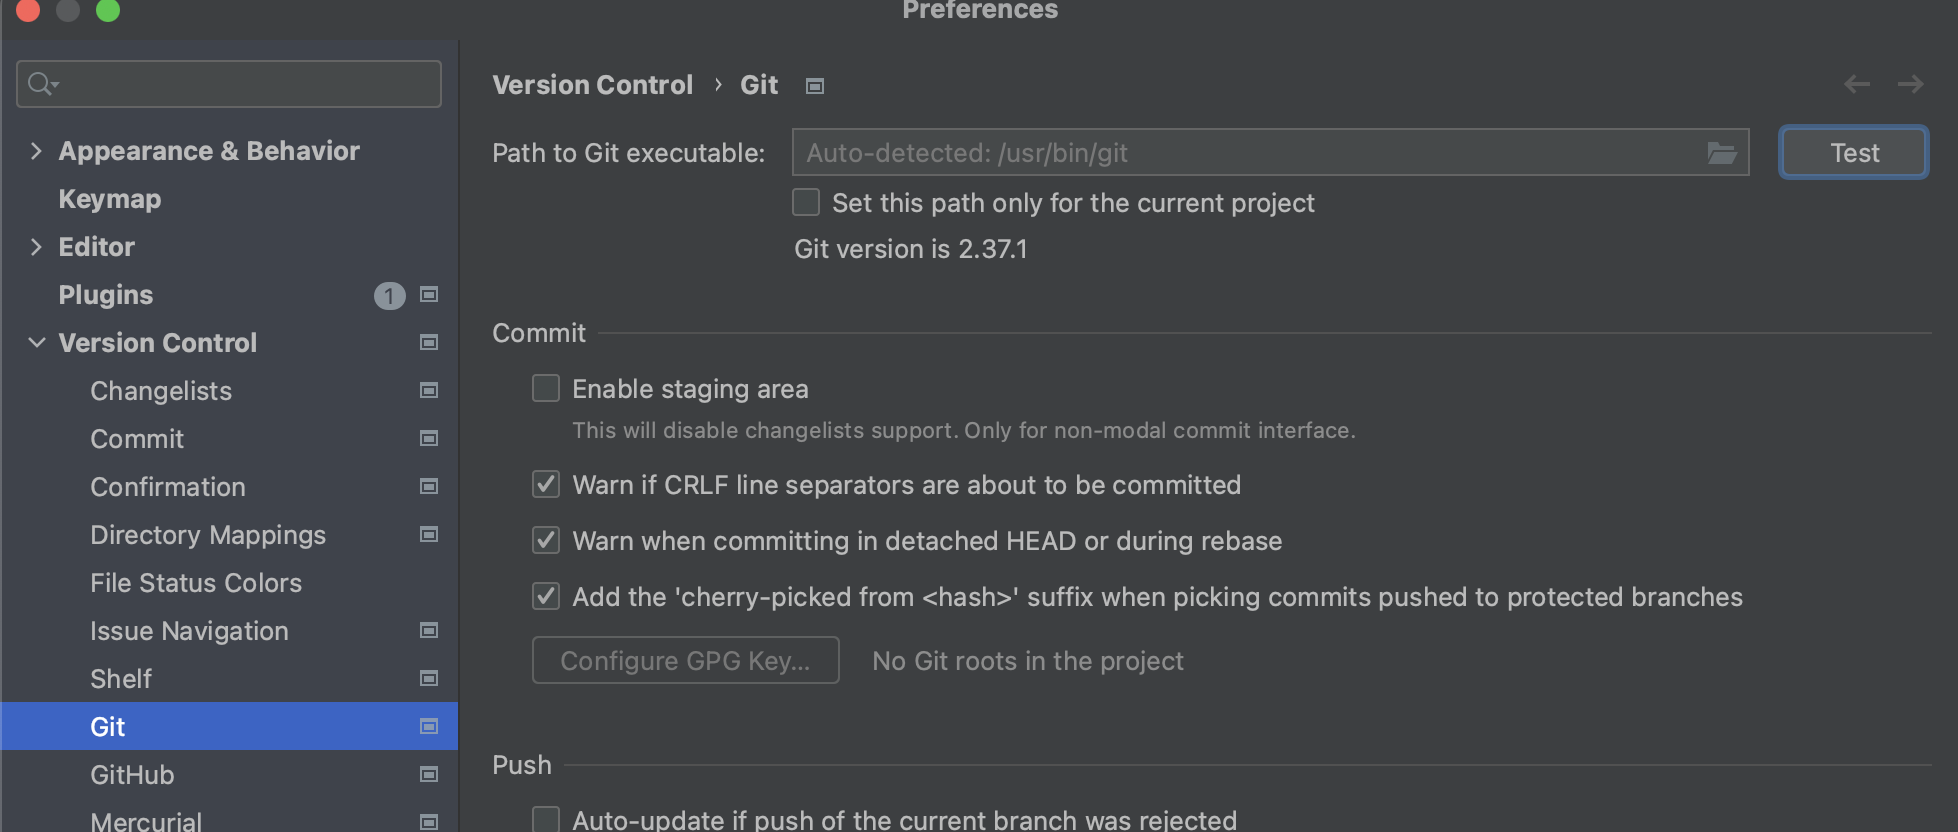 Preferences
Appearance & Behavior
Keymap
Editor
Plugins 1
Version Control
Changelists
Commit
Confirmation
Directory Mappings
File Status Colors
Issue Navigation
Shelf
Git
GitHub
Mercurial
Version Control › Git
Path to Git executable: Auto-detected: /usr/bin/git Test
Set this path only for the current project
Git version is 2.37.1
Commit
Enable staging area
This will disable changelists support. Only for non-modal commit interface.
Warn if CRLF line separators are about to be committed
Warn when committing in detached HEAD or during rebase
Add the 'cherry-picked from <hash>' suffix when picking commits pushed to protected branches
Configure GPG Key... No Git roots in the project
Push
Auto-update if push of the current branch was rejected